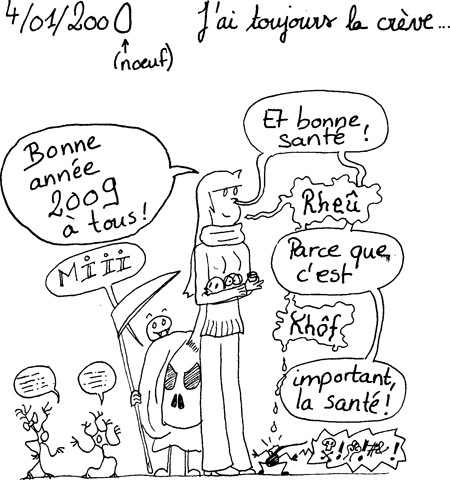 4/01/2000 J'ai toujours la crève...
(nœuf)
Et bonne
santé !
Bonne
année
2009
à tous !
Rheû
Miii
Parce que
c'est
Khôf
important,
la santé !
!!#& !